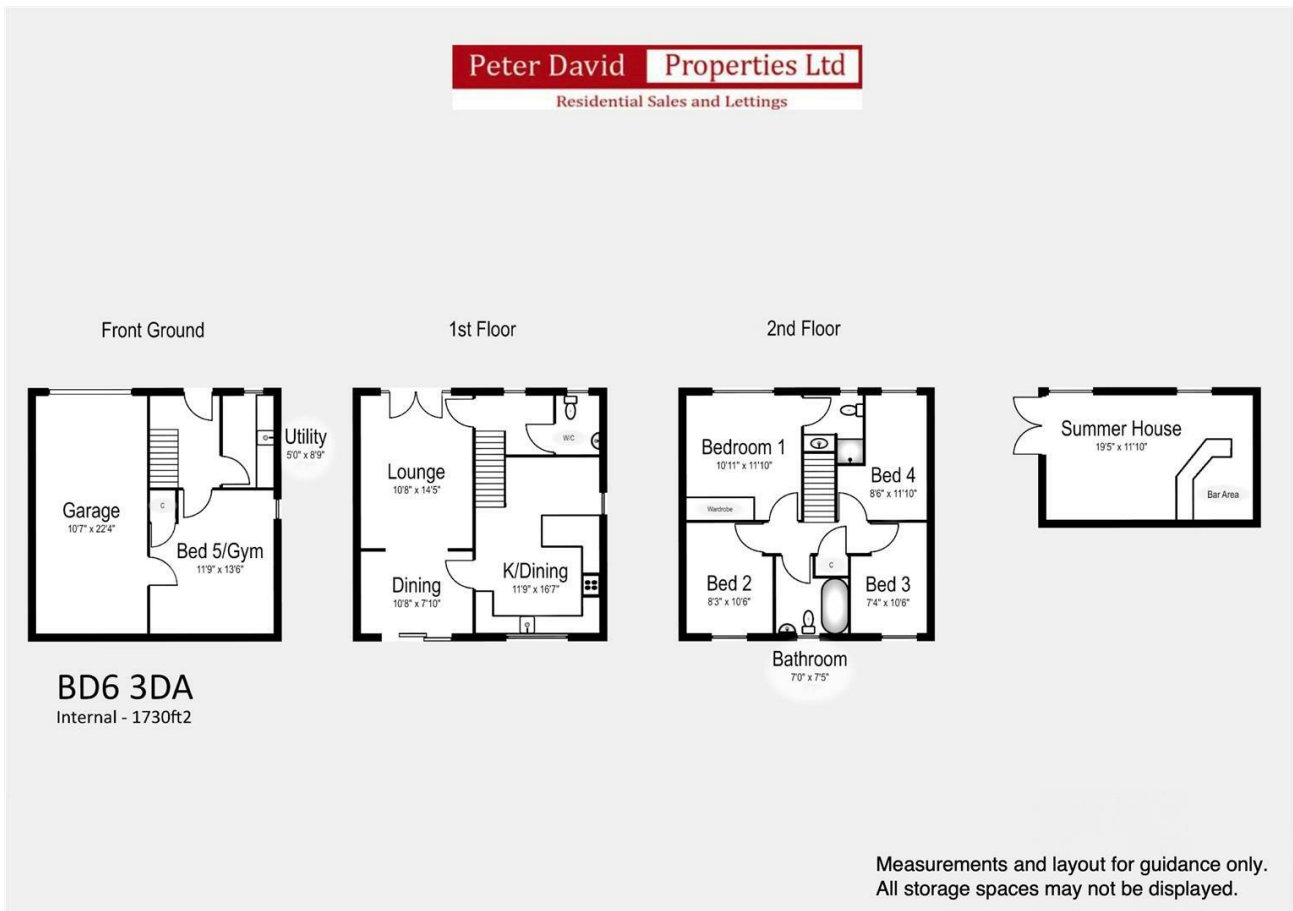 Peter David Properties Ltd
Residential Sales and Lettings
Front Ground
1st Floor
2nd Floor
Utility
5'0" x 8'9"
Garage
10'7" x 22'4"
C
Bed 5/Gym
11'9" x 13'6"
Lounge
10'8" x 14'5"
W/C
Dining
10'8" x 7'10"
K/Dining
11'9" x 16'7"
Bedroom 1
10'11" x 11'10"
Wardrobe
Bed 4
8'6" x 11'10"
Bed 2
8'3" x 10'6"
C
Bed 3
7'4" x 10'6"
Bathroom
7'0" x 7'5"
Summer House
19'5" x 11'10"
Bar Area
BD6 3DA
Internal - 1730ft2
Measurements and layout for guidance only.
All storage spaces may not be displayed.